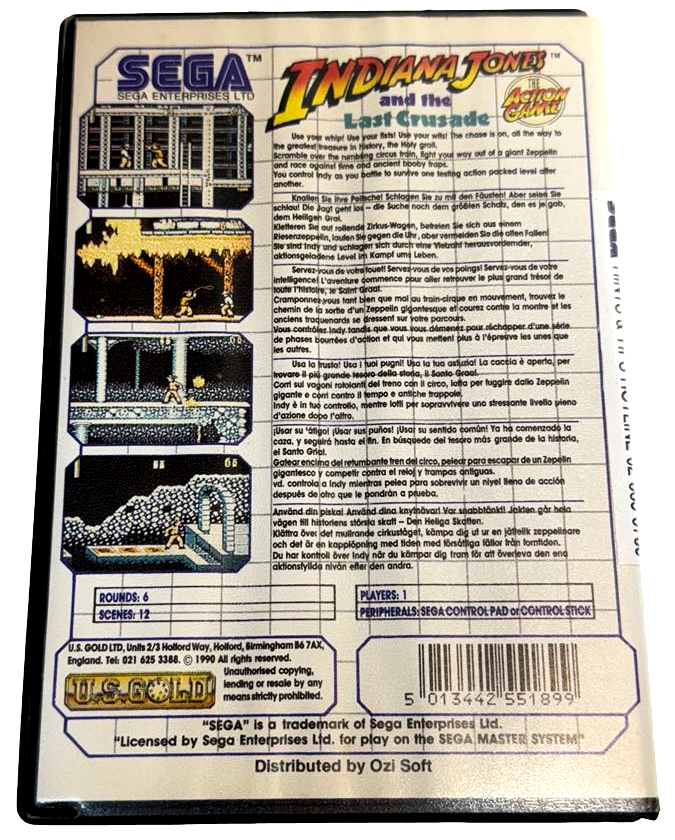 SEGA™
SEGA ENTERPRISES LTD
INDIANA JONES™
and the
Last Crusade
THE
ACTION
GAME
Use your whip! Use your fists! Use your wits! The chase is on, all the way to
the greatest treasure in history, the Holy grail.
Scramble over the rumbling circus train, fight your way out of a giant Zeppelin
and race against time and ancient booby traps.
You control Indy as you battle to survive one testing action packed level after
another.
Knallen Sie Ihre Peitsche! Schlagen Sie zu mit den Fäusten! Aber seien Sie
schlau! Die Jagt geht los – die Suche nach dem größten Schatz, den es je gab,
dem Heiligen Gral.
Kletteren Sie auf rollende Zirkus-Wagen, befreien Sie sich aus einem
Riesenzeppelin, laufen Sie gegen die Uhr, aber vermeiden Sie die alten Fallen!
Sie sind Indy und schlagen sich durch eine Vielzahl herausvordernder,
aktionsgeladene Level im Kampf ums Leben.
Servez-vous de votre fouet! Servez-vous de vos poings! Servez-vous de votre
intelligence! L'aventure commence pour aller retrouver le plus grand trésor de
toute l'histoire, le Saint Graal.
Cramponnez-vous tant bien que mal au train-cirque en mouvement, trouvez le
chemin de la sortie d'un Zeppelin gigantesque et courez contre la montre et les
anciens traquenards se dressent sur votre parcours.
Vous contrôlez Indy tandis que vous vous démenez pour réchapper d'une série
de phases bourrées d'action et qui vous mettent plus à l'épreuve les unes que
les autres.
Usa la frusta! Usa i tuoi pugni! Usa la tua astuzia! La caccia è aperta, per
trovare il più grande tesoro della storia, il Santo Graal.
Corri sul vagoni rotolanti del treno con il circo, lotta per fuggire dallo Zeppelin
gigante e corri contro il tempo e antiche trappole.
Indy è in tuo controllo, mentre lotti per sopravvivere uno stressante livello pieno
d'azione dopo l'altro.
¡Usar su 'átigo! ¡Usar sus puños! ¡Usar su sentido común! Ya ha comenzado la
caza, y seguirá hasta el fin. En búsqueda del tesoro más grande de la historia,
el Santo Grial.
Gatear encima del retumbante tren del circo, pelear para escapar de un Zepelín
gigantesco y competir contra el reloj y trampas antiguas.
vd. controla a Indy mientras pelea para sobrevivir un nivel lleno de acción
después de otro que le pondrán a prueba.
Använd din piska! Använd dina knytnävar! Var snabbtänkt! Jakten går hela
vägen till historiens största skatt – Den Heliga Skatten.
Klättra över det mullrande cirkuståget, kämpa dig ut ur en jättelik zeppelinare
och det är en kapplöpning med tiden med försåtliga fällor från forntiden.
Du har kontroll över Indy när du kämpar dig fram för att överleva den ena
aktionsfyllda nivån efter den andra.
ROUNDS: 6
SCENES: 12
PLAYERS: 1
PERIPHERALS: SEGA CONTROL PAD or CONTROL STICK
U.S. GOLD LTD, Units 2/3 Holford Way, Holford, Birmingham B6 7AX,
England. Tel: 021 625 3388. © 1990 All rights reserved.
Unauthorised copying,
lending or resale by any
means strictly prohibited.
U.S. GOLD
5 013442 551899
"SEGA" is a trademark of Sega Enterprises Ltd.
"Licensed by Sega Enterprises Ltd. for play on the SEGA MASTER SYSTEM"
Distributed by Ozi Soft